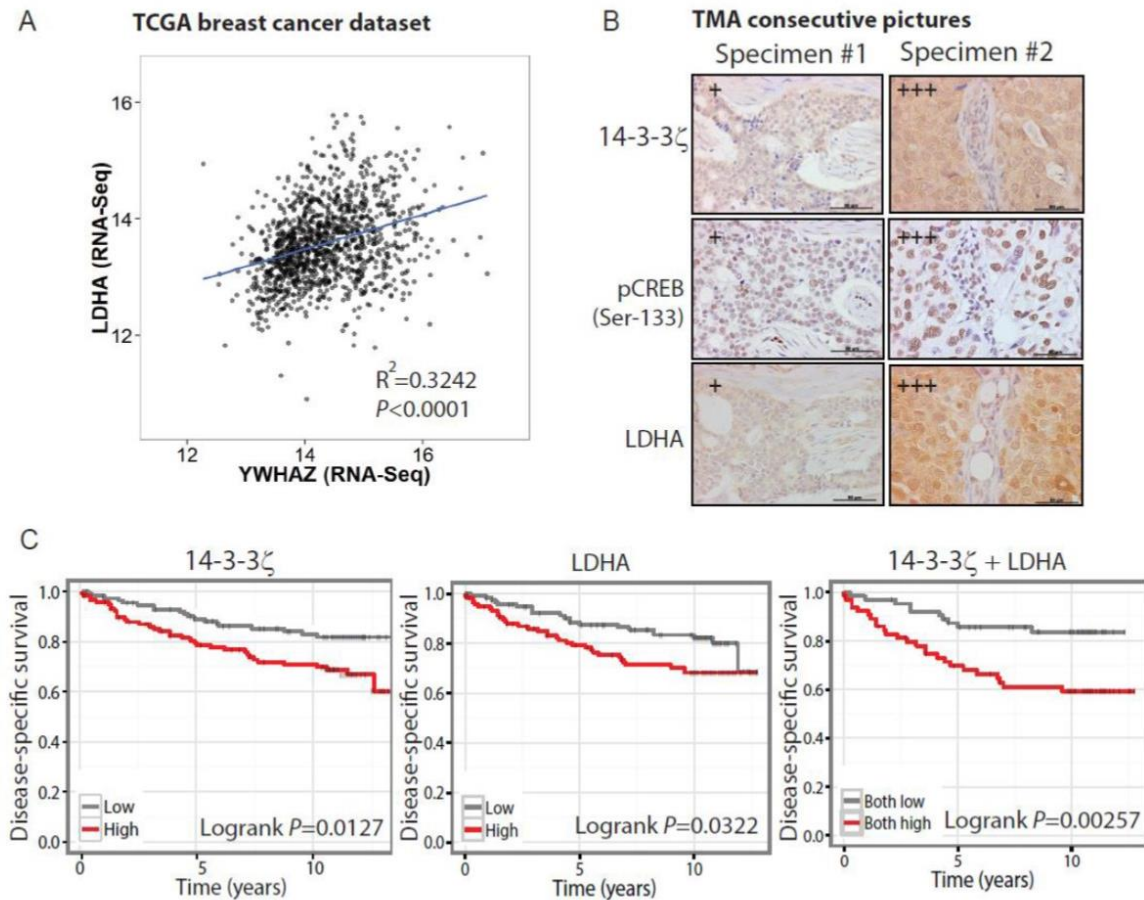 A
TCGA breast cancer dataset
16
14
12
LDHA (RNA-Seq)
R²=0.3242
P<0.0001
12 14 16
YWHAZ (RNA-Seq)
B
TMA consecutive pictures
Specimen #1 Specimen #2
14-3-3ζ
+ +++
pCREB
(Ser-133)
+ +++
LDHA
+ +++
C
14-3-3ζ
Disease-specific survival
1.0
0.8
0.6
0.4
0.2
0.0
Low
High
Logrank P=0.0127
0 5 10
Time (years)
LDHA
Disease-specific survival
1.0
0.8
0.6
0.4
0.2
0.0
Low
High
Logrank P=0.0322
0 5 10
Time (years)
14-3-3ζ + LDHA
Disease-specific survival
1.0
0.8
0.6
0.4
0.2
0.0
Both low
Both high
Logrank P=0.00257
0 5 10
Time (years)